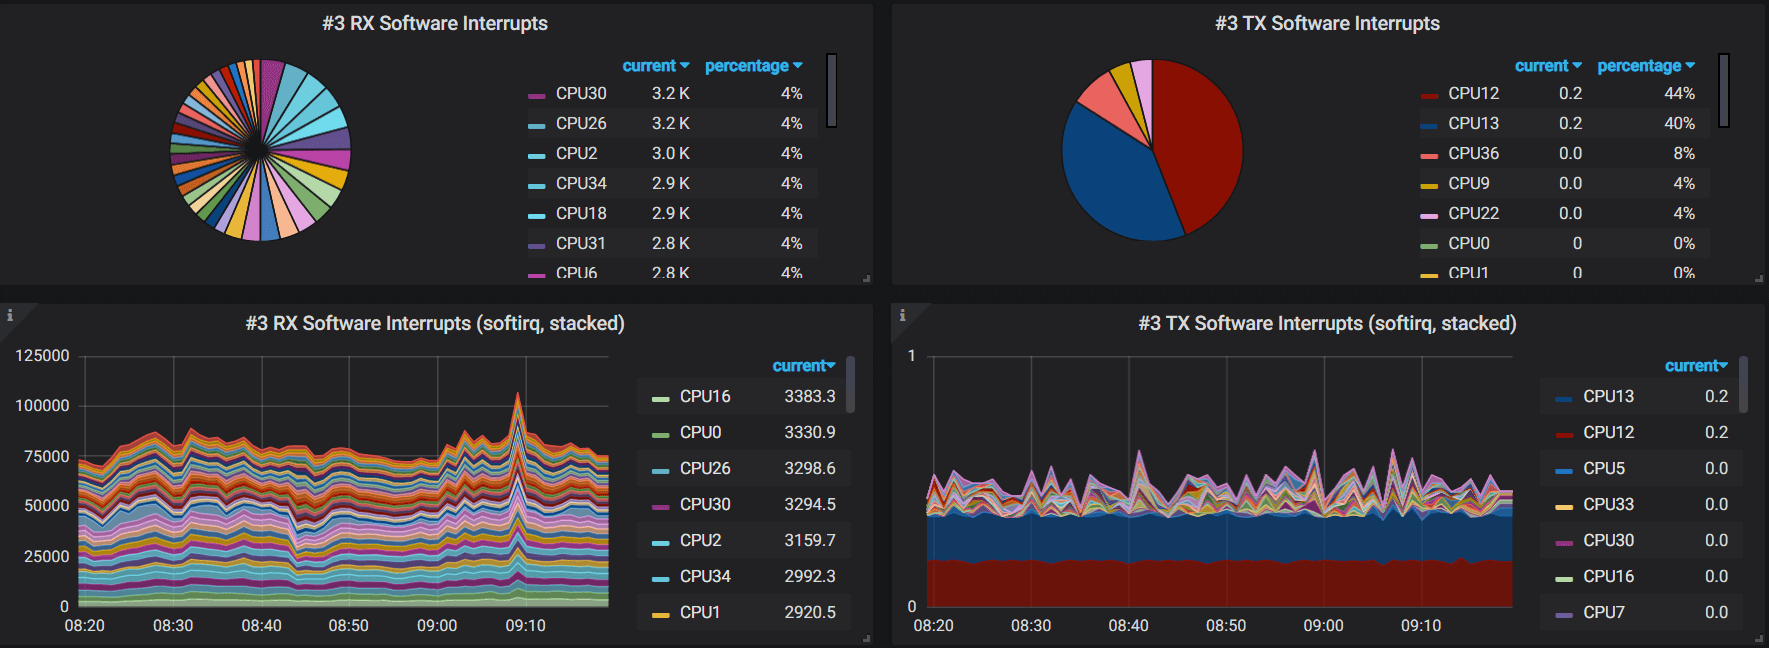 #3 RX Software Interrupts
current percentage
CPU30 3.2 K 4%
CPU26 3.2 K 4%
CPU2 3.0 K 4%
CPU34 2.9 K 4%
CPU18 2.9 K 4%
CPU31 2.8 K 4%
CPU6 2.8 K 4%
#3 TX Software Interrupts
current percentage
CPU12 0.2 44%
CPU13 0.2 40%
CPU36 0.0 8%
CPU9 0.0 4%
CPU22 0.0 4%
CPU0 0 0%
CPU1 0 0%
i
#3 RX Software Interrupts (softirq, stacked)
125000
100000
75000
50000
25000
0
08:20 08:30 08:40 08:50 09:00 09:10
current
CPU16 3383.3
CPU0 3330.9
CPU26 3298.6
CPU30 3294.5
CPU2 3159.7
CPU34 2992.3
CPU1 2920.5
i
#3 TX Software Interrupts (softirq, stacked)
1
0
08:20 08:30 08:40 08:50 09:00 09:10
current
CPU13 0.2
CPU12 0.2
CPU5 0.0
CPU33 0.0
CPU30 0.0
CPU16 0.0
CPU7 0.0